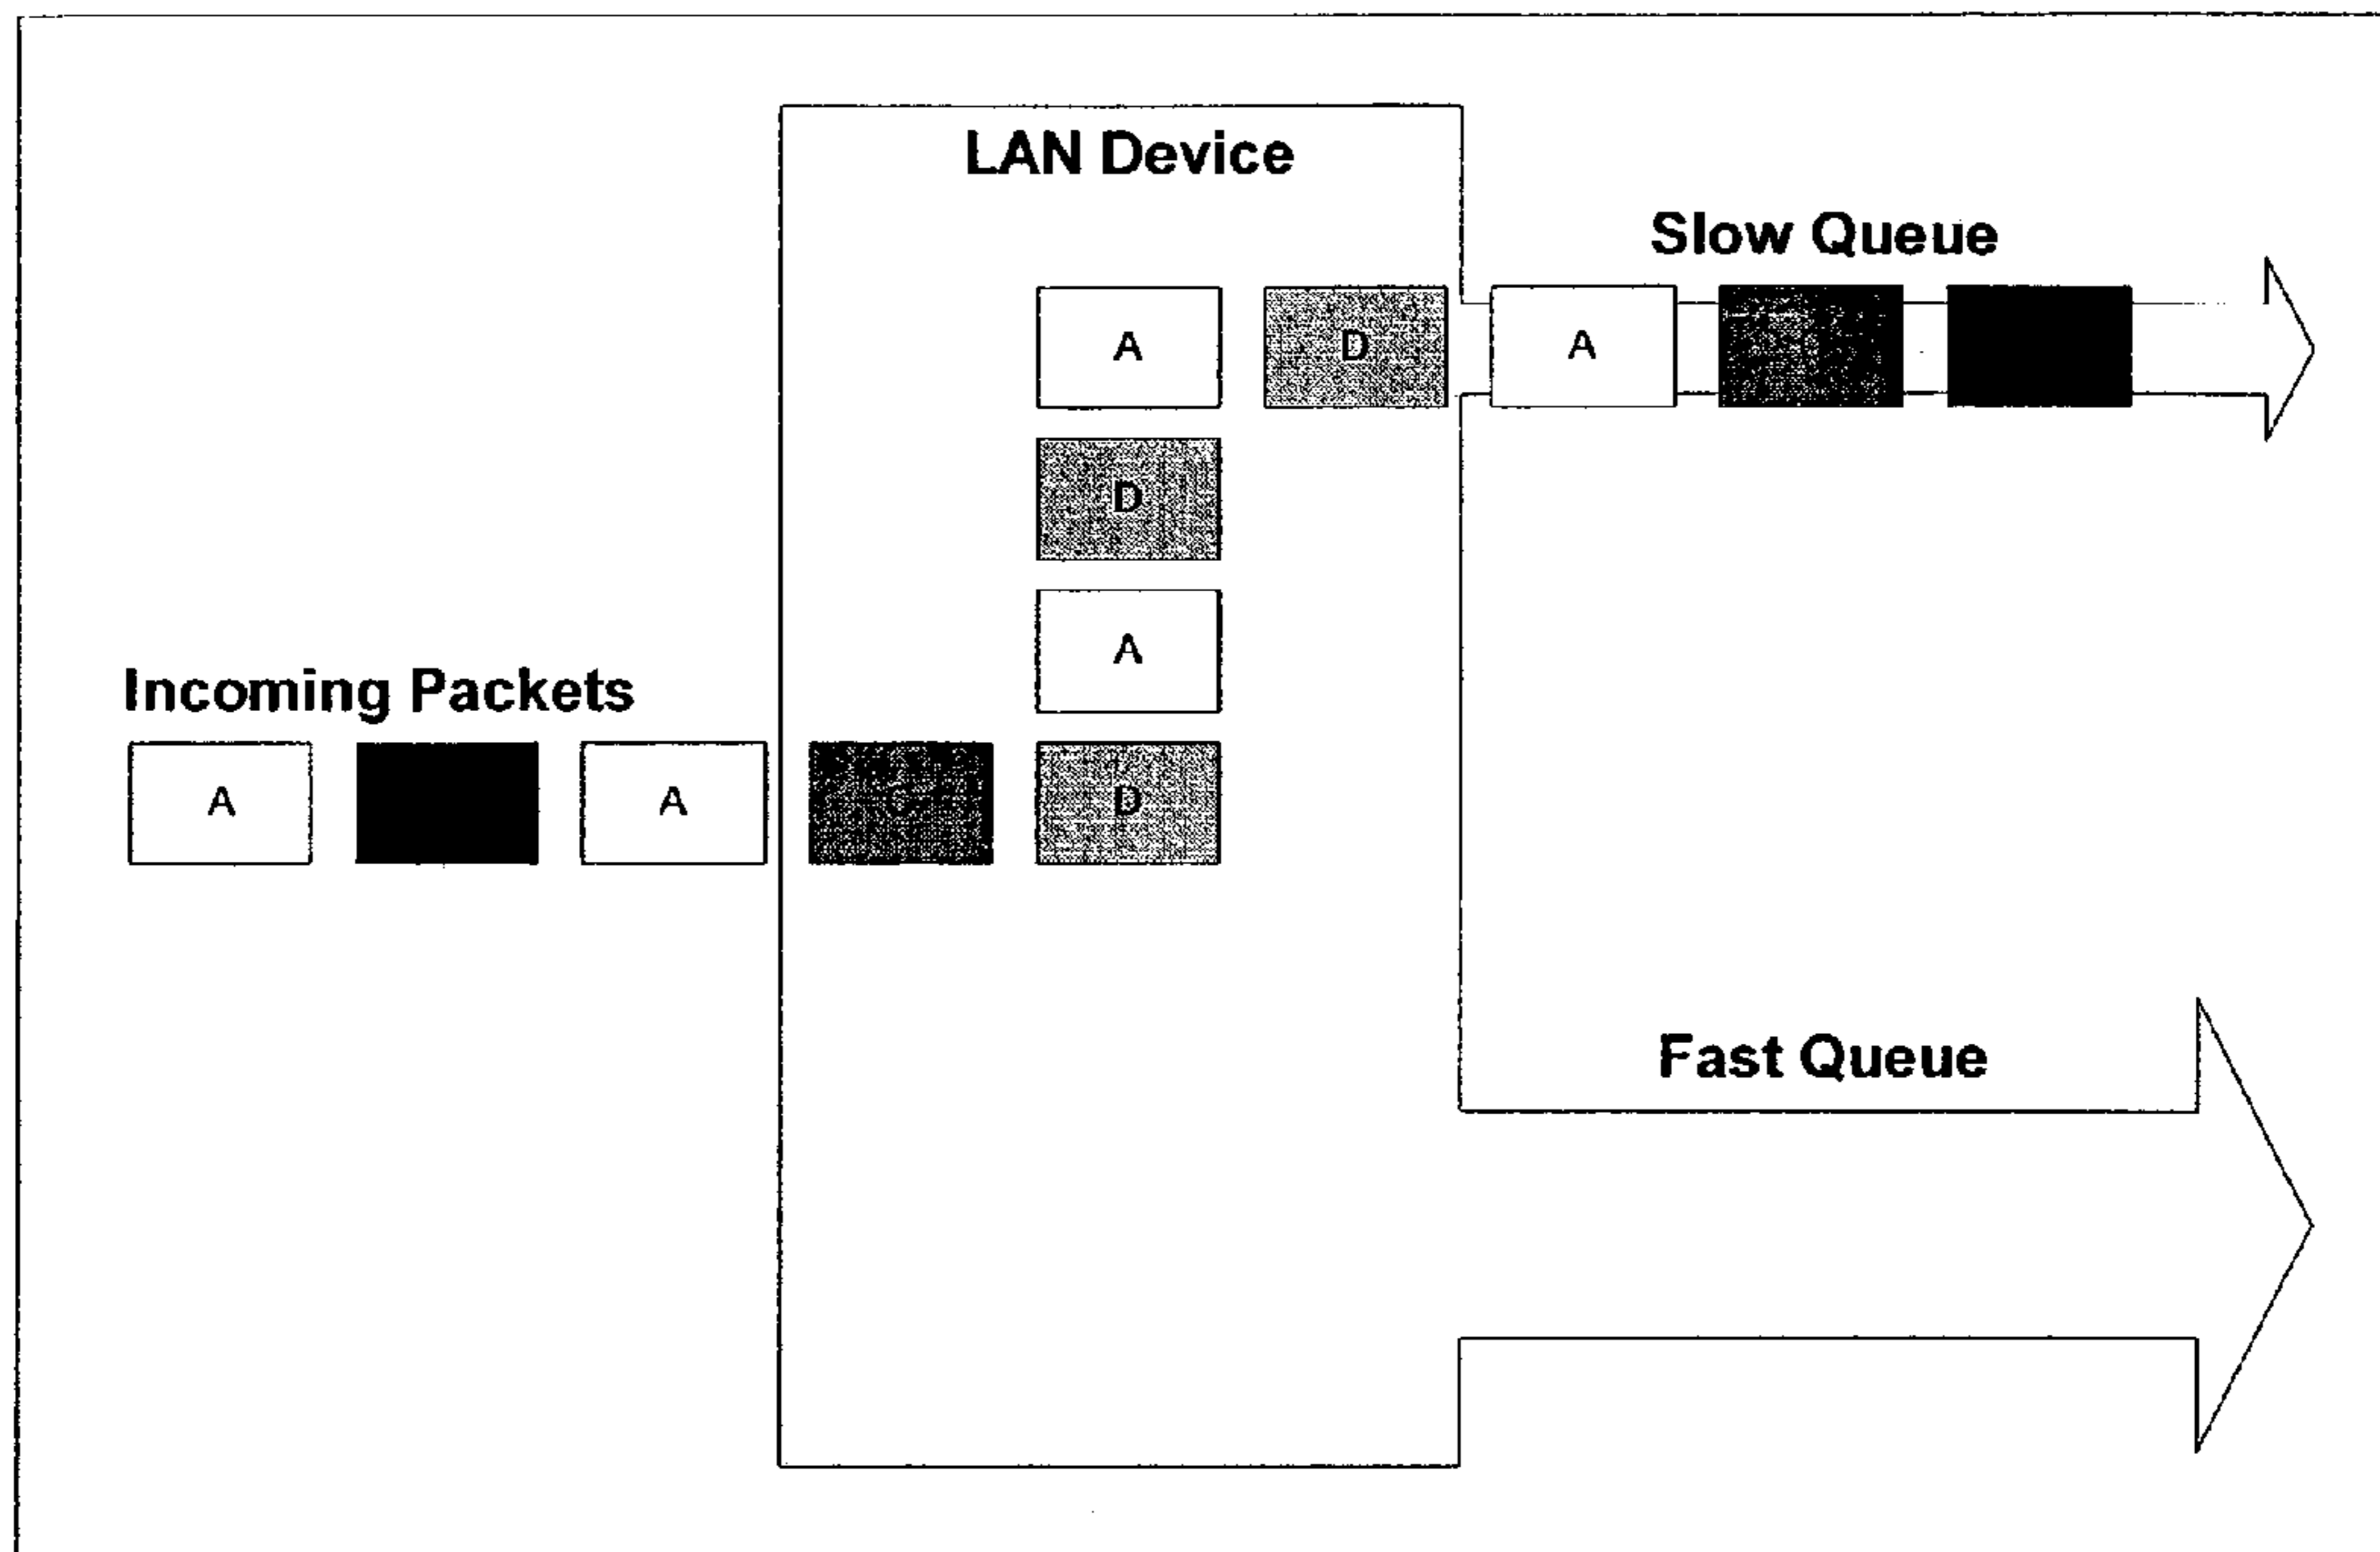 LAN Device
Slow Queue
A
D
A
D
A
Incoming Packets
A
A
C
D
Fast Queue